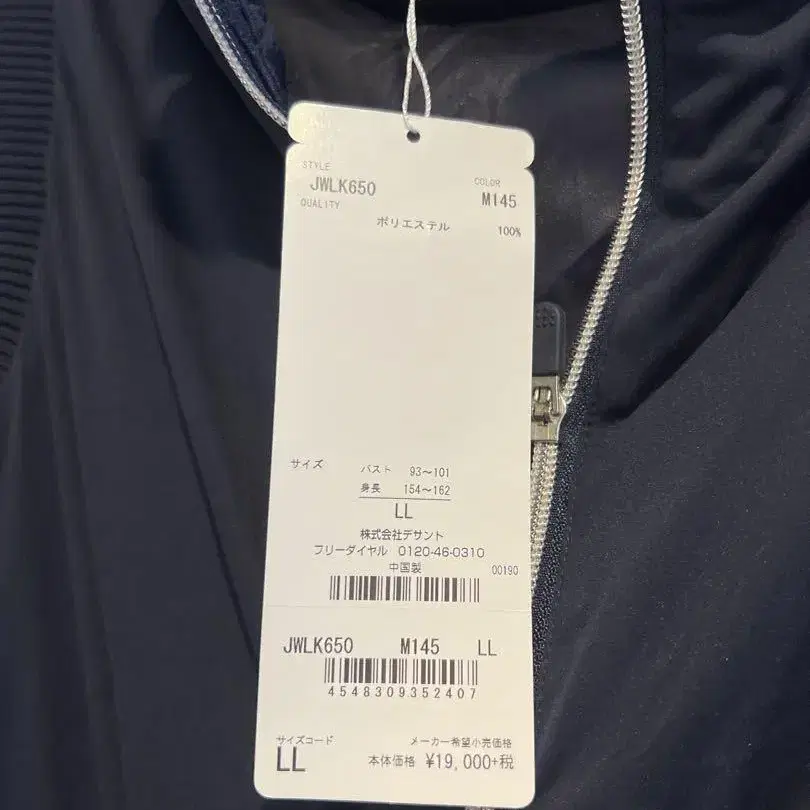 STYLE
JWLK650
COLOR
M145
QUALITY
ポリエステル 100%
サイズ バスト 93〜101
身長 154〜162
LL
株式会社デサント
フリーダイヤル 0120-46-0310
中国製 00190
JWLK650 M145 LL
4548309352407
サイズコード メーカー希望小売価格
LL 本体価格 ¥19,000+税